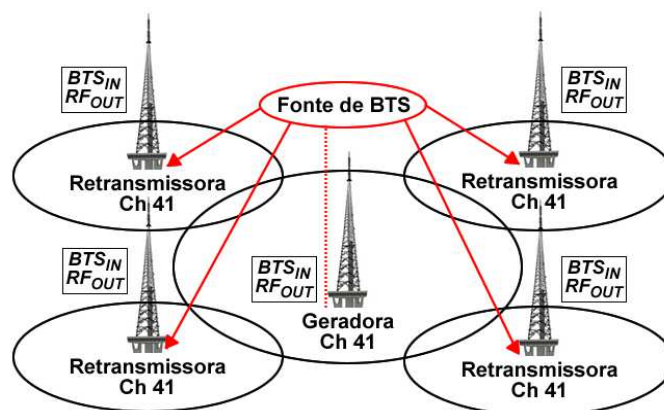 BTS_IN
RF_OUT
BTS_IN
RF_OUT
Fonte de BTS
Retransmissora
Ch 41
Retransmissora
Ch 41
BTS_IN
RF_OUT
BTS_IN
RF_OUT
BTS_IN
RF_OUT
Geradora
Ch 41
Retransmissora
Ch 41
Retransmissora
Ch 41